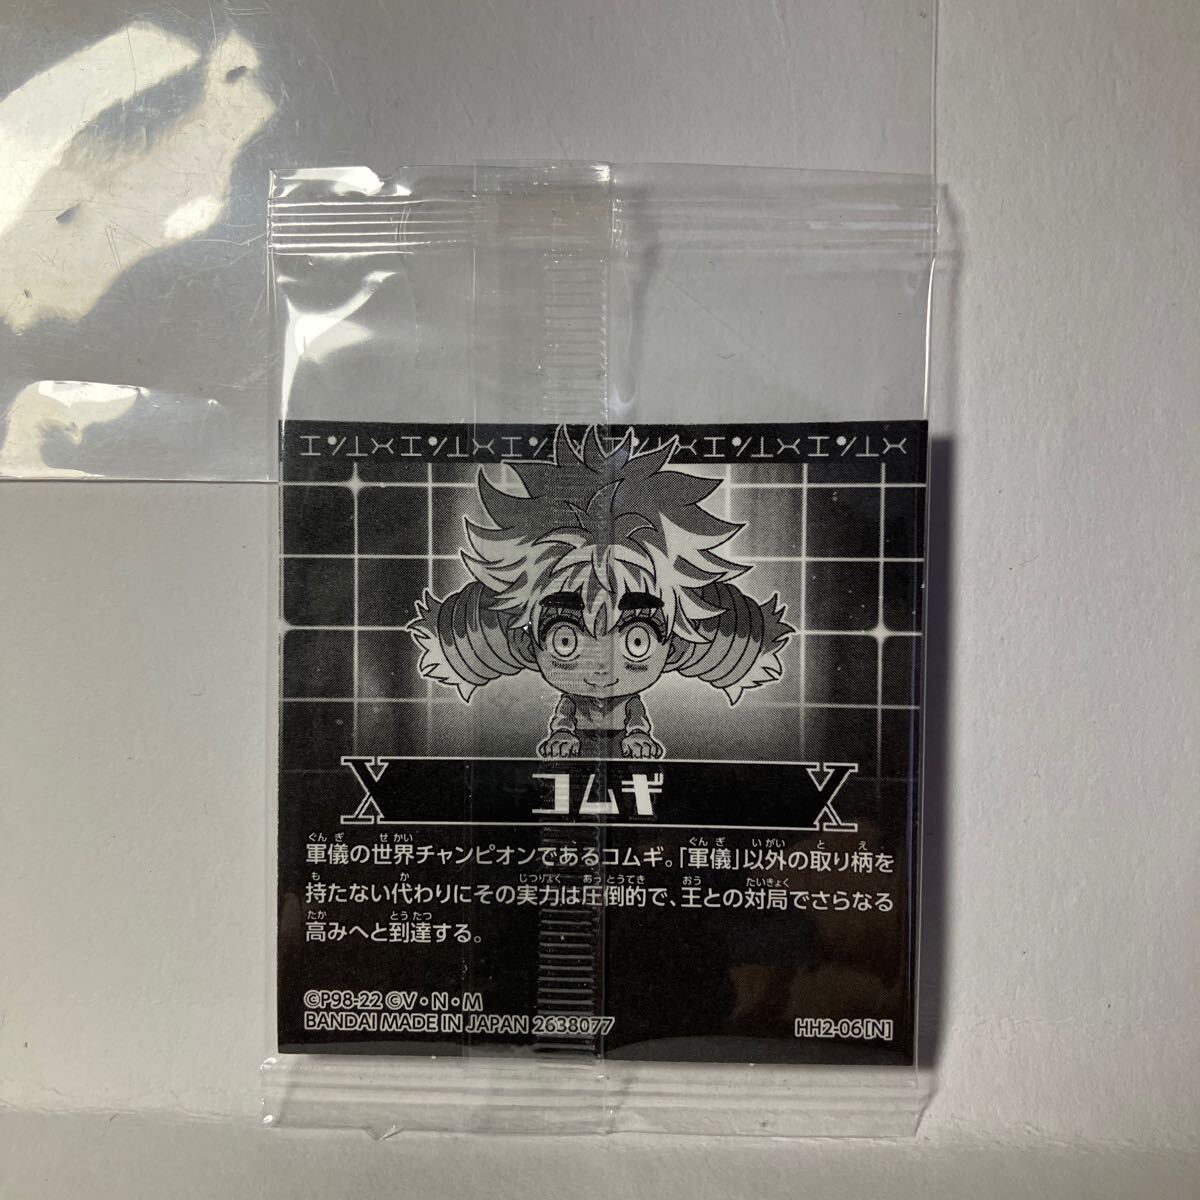 コムギ
軍儀の世界チャンピオンであるコムギ。「軍儀」以外の取り柄を
持たない代わりにその実力は圧倒的で、王との対局でさらなる
高みへと到達する。
©P98-22 ©V・N・M
BANDAI MADE IN JAPAN 2638077
HH2-06[N]